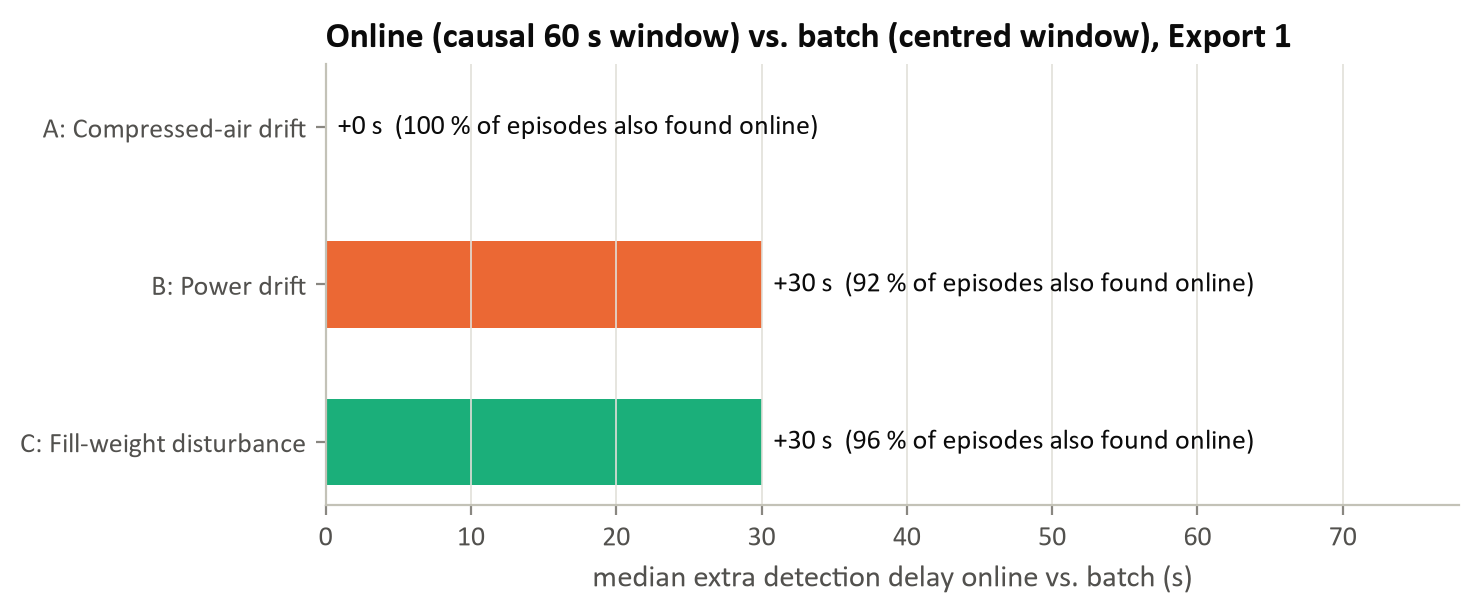 Online (causal 60 s window) vs. batch (centred window), Export 1
A: Compressed-air drift
+0 s (100 % of episodes also found online)
B: Power drift
+30 s (92 % of episodes also found online)
C: Fill-weight disturbance
+30 s (96 % of episodes also found online)
0 10 20 30 40 50 60 70
median extra detection delay online vs. batch (s)